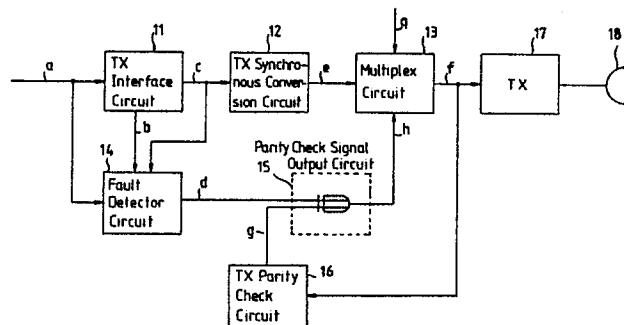 11
12
q
13
17
18
a
TX
Interface
Circuit
c
TX Synchro-
nous Conver-
sion Circuit
e
Multiplex
Circuit
f
TX
b
h
14
Fault
Detector
Circuit
d
Parity Check Signal
Output Circuit
15
g
TX Parity
Check
Circuit
16